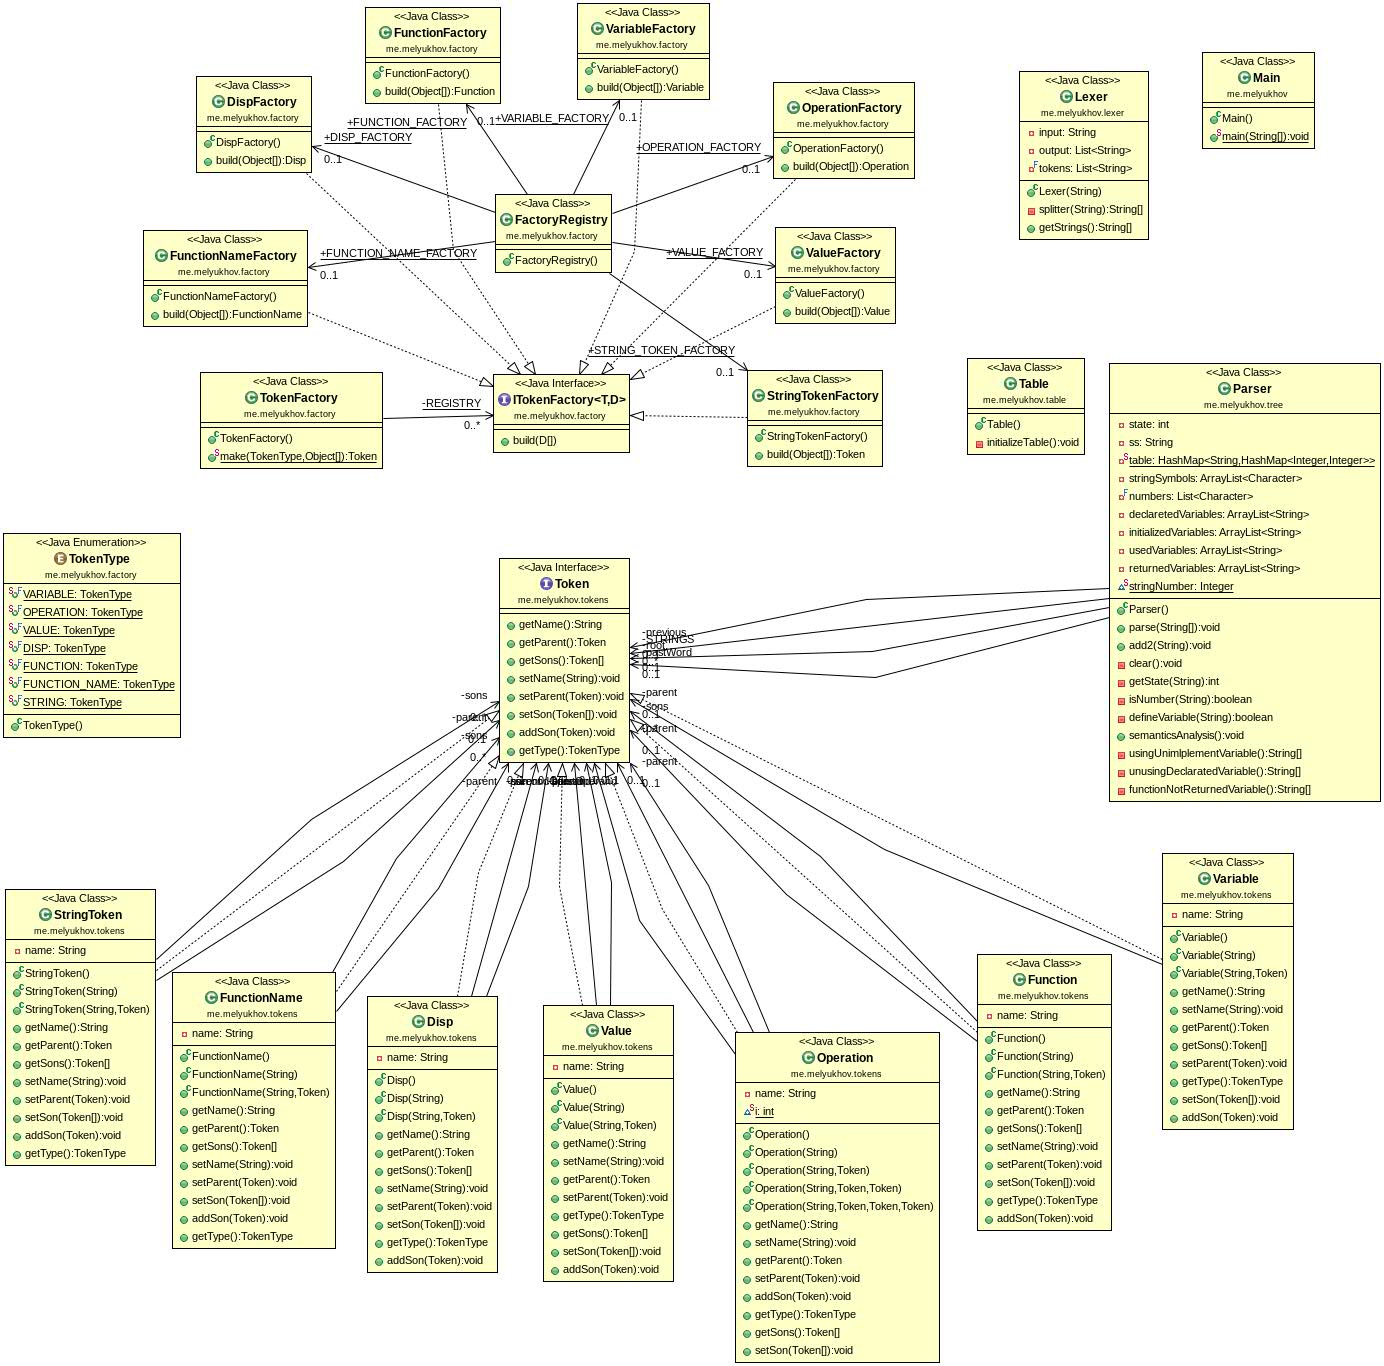 <<Java Class>>
FunctionFactory
me.melyukhov.factory
FunctionFactory()
build(Object[]):Function
<<Java Class>>
VariableFactory
me.melyukhov.factory
VariableFactory()
build(Object[]):Variable
<<Java Class>>
DispFactory
me.melyukhov.factory
DispFactory()
build(Object[]):Disp
<<Java Class>>
OperationFactory
me.melyukhov.factory
OperationFactory()
build(Object[]):Operation
<<Java Class>>
Lexer
me.melyukhov.lexer
input: String
output: List<String>
tokens: List<String>
Lexer(String)
splitter(String):String[]
getStrings():String[]
<<Java Class>>
Main
me.melyukhov
Main()
main(String[]):void
+FUNCTION_FACTORY
0..1
+VARIABLE_FACTORY
0..1
+DISP_FACTORY
0..1
+OPERATION_FACTORY
0..1
<<Java Class>>
FactoryRegistry
me.melyukhov.factory
FactoryRegistry()
<<Java Class>>
FunctionNameFactory
me.melyukhov.factory
FunctionNameFactory()
build(Object[]):FunctionName
+FUNCTION_NAME_FACTORY
0..1
+VALUE_FACTORY
0..1
<<Java Class>>
ValueFactory
me.melyukhov.factory
ValueFactory()
build(Object[]):Value
+STRING_TOKEN_FACTORY
0..1
<<Java Class>>
TokenFactory
me.melyukhov.factory
TokenFactory()
make(TokenType,Object[]):Token
-REGISTRY
0..*
<<Java Interface>>
ITokenFactory<T,D>
me.melyukhov.factory
build(D[])
<<Java Class>>
StringTokenFactory
me.melyukhov.factory
StringTokenFactory()
build(Object[]):Token
<<Java Class>>
Table
me.melyukhov.table
Table()
initializeTable():void
<<Java Class>>
Parser
me.melyukhov.tree
state: int
ss: String
table: HashMap<String,HashMap<Integer,Integer>>
stringSymbols: ArrayList<Character>
numbers: List<Character>
declaretedVariables: ArrayList<String>
initializedVariables: ArrayList<String>
usedVariables: ArrayList<String>
returnedVariables: ArrayList<String>
stringNumber: Integer
Parser()
parse(String[]):void
add2(String):void
clear():void
getState(String):int
isNumber(String):boolean
defineVariable(String):boolean
semanticsAnalysis():void
usingUnimlplementVariable():String[]
unusingDeclaratedVariable():String[]
functionNotReturnedVariable():String[]
<<Java Enumeration>>
TokenType
me.melyukhov.factory
VARIABLE: TokenType
OPERATION: TokenType
VALUE: TokenType
DISP: TokenType
FUNCTION: TokenType
FUNCTION_NAME: TokenType
STRING: TokenType
TokenType()
<<Java Interface>>
Token
me.melyukhov.tokens
getName():String
getParent():Token
getSons():Token[]
setName(String):void
setParent(Token):void
setSon(Token[]):void
addSon(Token):void
getType():TokenType
-previous
-STRINGS
-root
-pastWord
0..1
0..1
-sons
-parent
0..1
-sons
0..*
-parent
-parent
-sons
0..1
-parent
0..1
-parent
0..1
0..1
<<Java Class>>
StringToken
me.melyukhov.tokens
name: String
StringToken()
StringToken(String)
StringToken(String,Token)
getName():String
getParent():Token
getSons():Token[]
setName(String):void
setParent(Token):void
setSon(Token[]):void
addSon(Token):void
getType():TokenType
<<Java Class>>
FunctionName
me.melyukhov.tokens
name: String
FunctionName()
FunctionName(String)
FunctionName(String,Token)
getName():String
getParent():Token
getSons():Token[]
setName(String):void
setParent(Token):void
setSon(Token[]):void
addSon(Token):void
getType():TokenType
<<Java Class>>
Disp
me.melyukhov.tokens
name: String
Disp()
Disp(String)
Disp(String,Token)
getName():String
getParent():Token
getSons():Token[]
setName(String):void
setParent(Token):void
setSon(Token[]):void
getType():TokenType
addSon(Token):void
<<Java Class>>
Value
me.melyukhov.tokens
name: String
Value()
Value(String)
Value(String,Token)
getName():String
setName(String):void
getParent():Token
setParent(Token):void
getType():TokenType
getSons():Token[]
setSon(Token[]):void
addSon(Token):void
<<Java Class>>
Operation
me.melyukhov.tokens
name: String
i: int
Operation()
Operation(String)
Operation(String,Token)
Operation(String,Token,Token)
Operation(String,Token,Token,Token)
getName():String
setName(String):void
getParent():Token
setParent(Token):void
addSon(Token):void
getType():TokenType
getSons():Token[]
setSon(Token[]):void
<<Java Class>>
Function
me.melyukhov.tokens
name: String
Function()
Function(String)
Function(String,Token)
getName():String
getParent():Token
getSons():Token[]
setName(String):void
setParent(Token):void
setSon(Token[]):void
getType():TokenType
addSon(Token):void
<<Java Class>>
Variable
me.melyukhov.tokens
name: String
Variable()
Variable(String)
Variable(String,Token)
getName():String
setName(String):void
getParent():Token
getSons():Token[]
setParent(Token):void
getType():TokenType
setSon(Token[]):void
addSon(Token):void